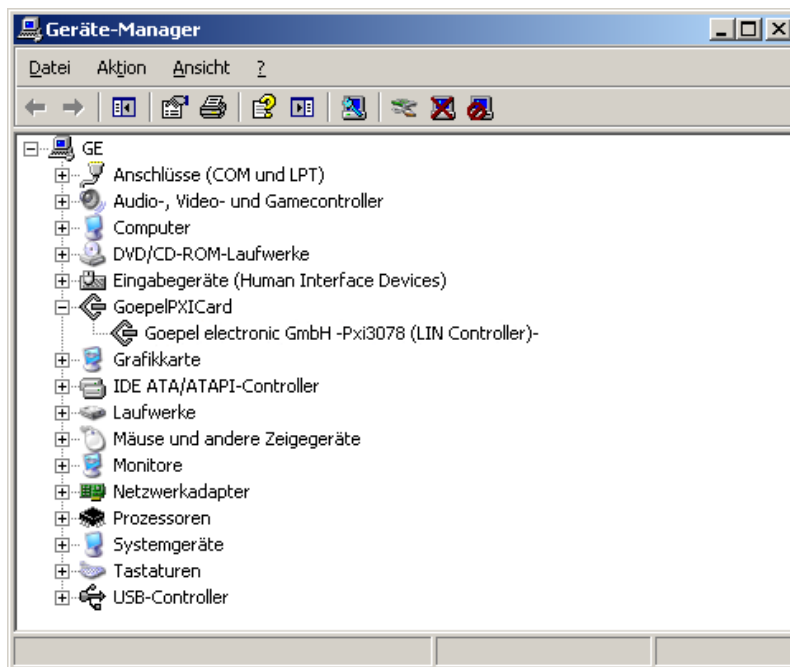 Geräte-Manager
Datei Aktion Ansicht ?
GE
Anschlüsse (COM und LPT)
Audio-, Video- und Gamecontroller
Computer
DVD/CD-ROM-Laufwerke
Eingabegeräte (Human Interface Devices)
GoepelPXICard
Goepel electronic GmbH -Pxi3078 (LIN Controller)-
Grafikkarte
IDE ATA/ATAPI-Controller
Laufwerke
Mäuse und andere Zeigegeräte
Monitore
Netzwerkadapter
Prozessoren
Systemgeräte
Tastaturen
USB-Controller